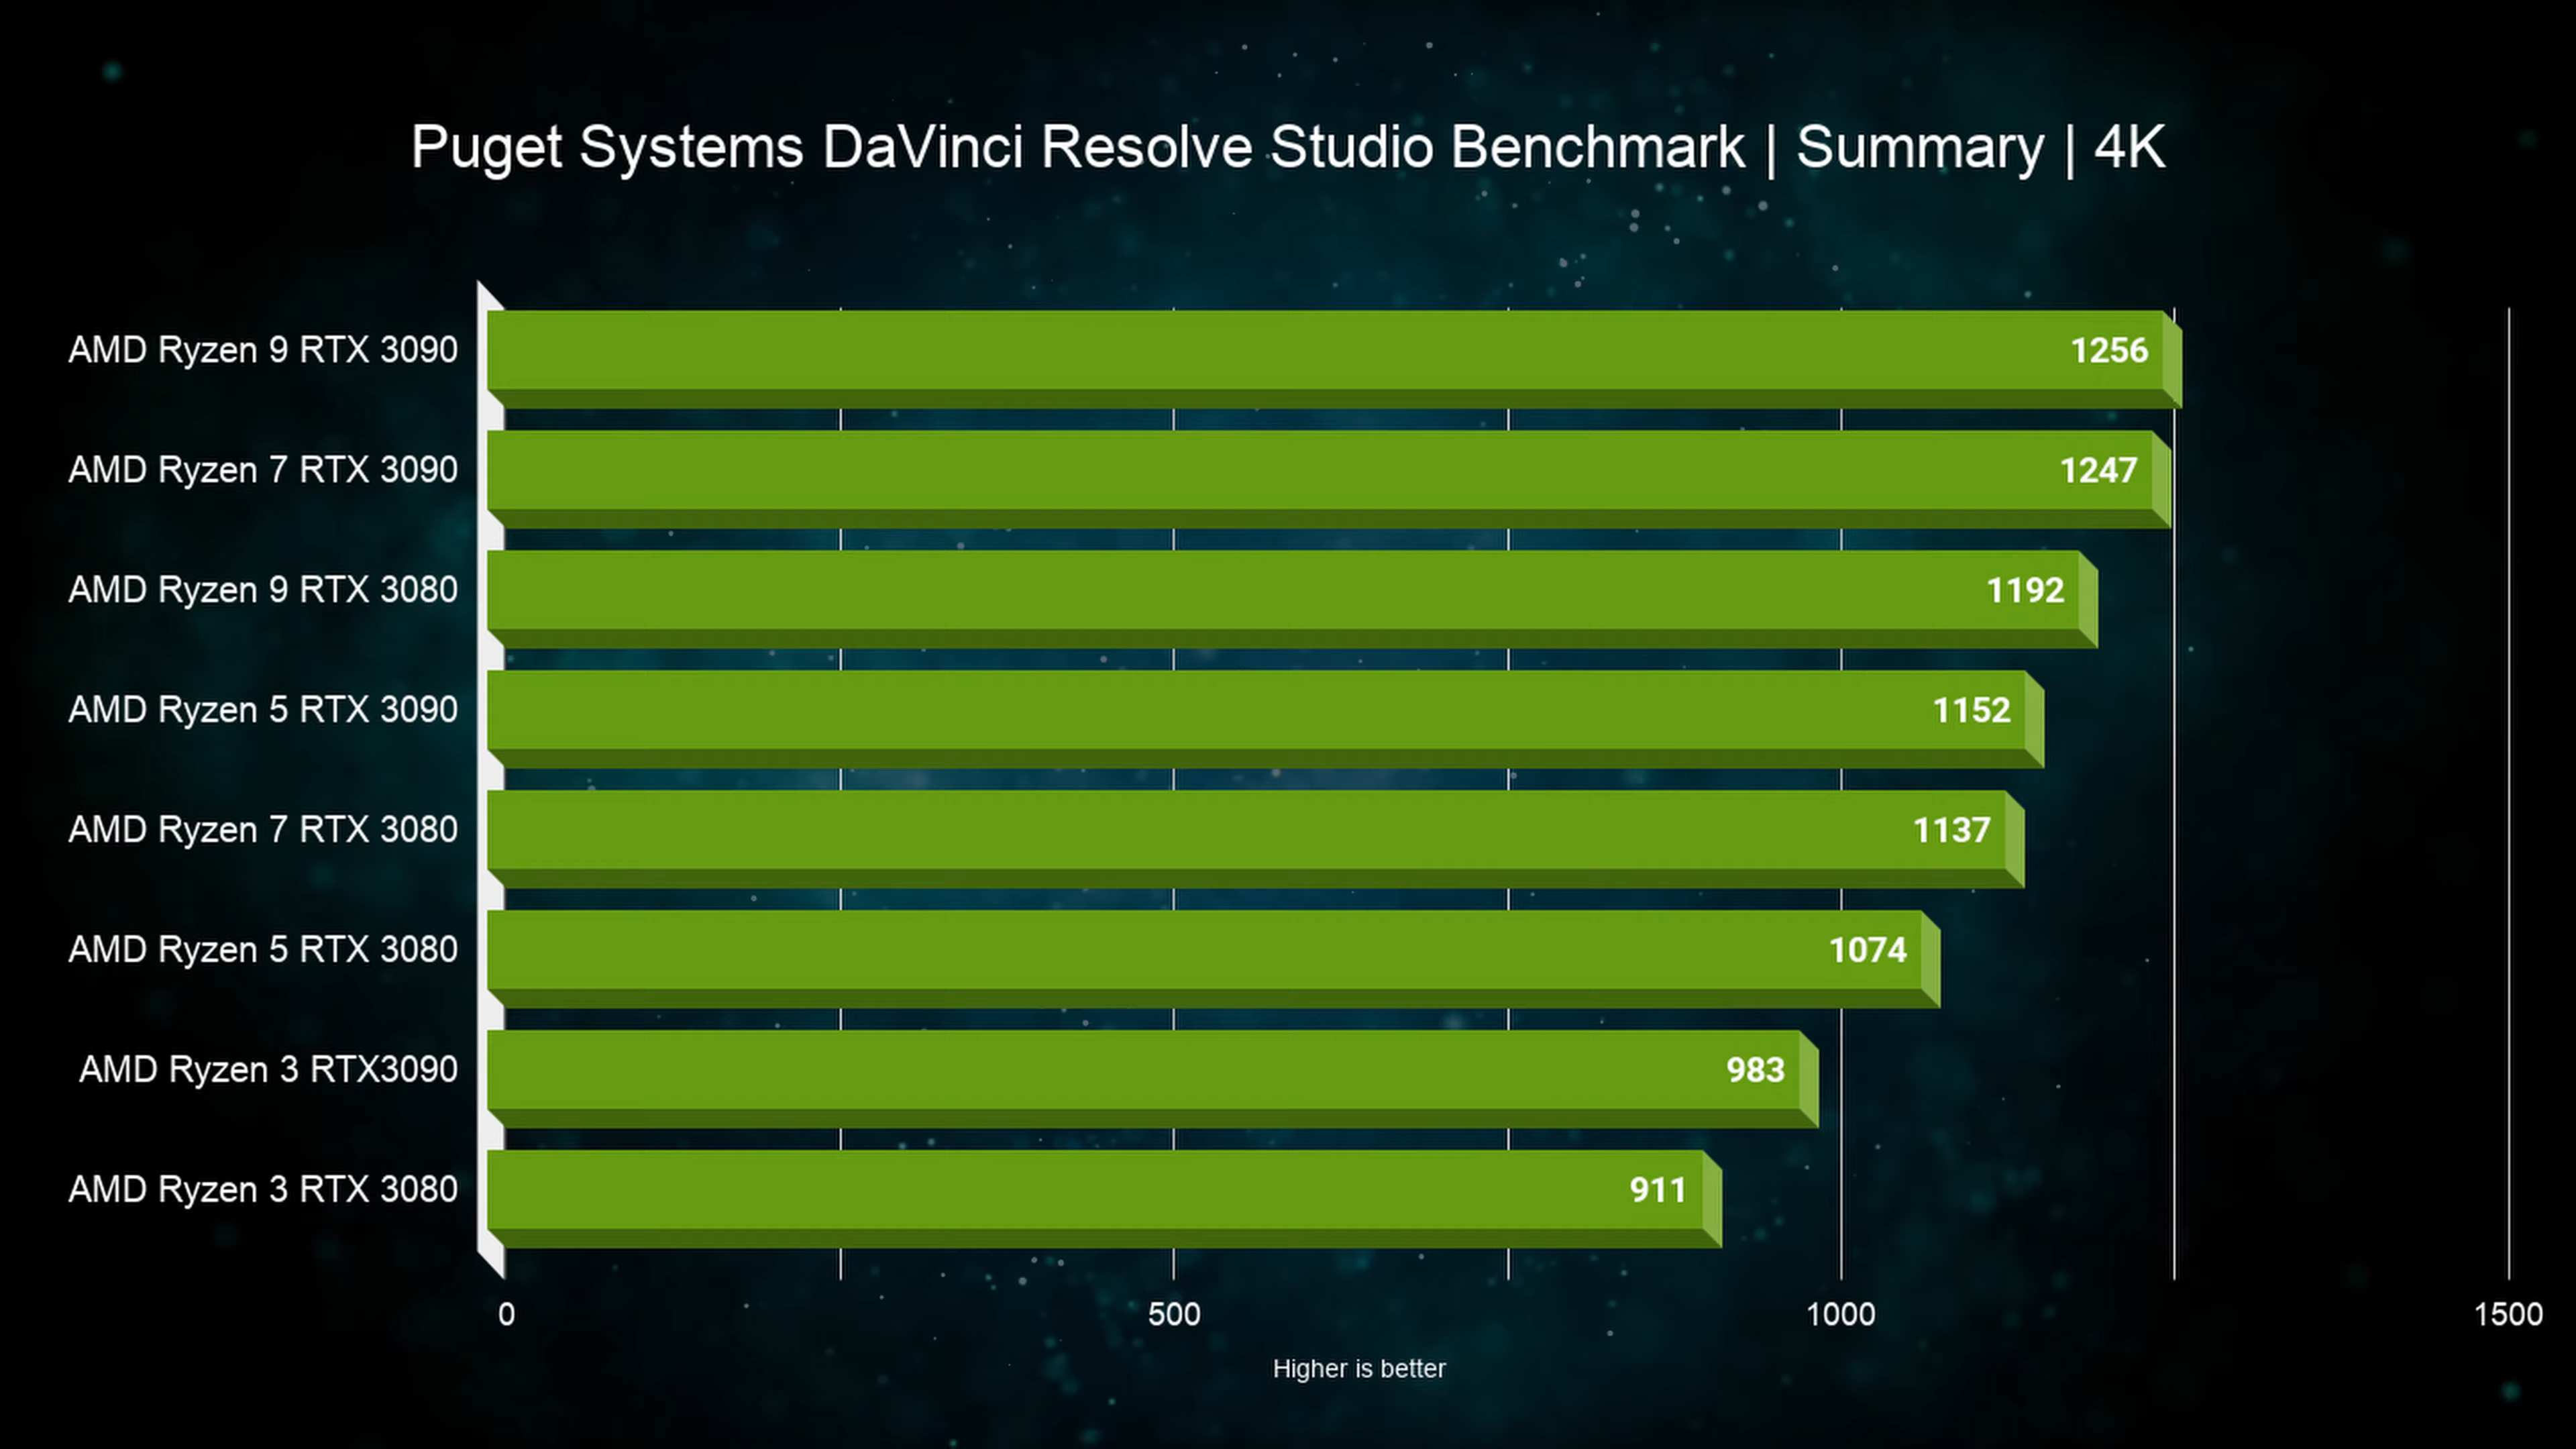 Puget Systems DaVinci Resolve Studio Benchmark | Summary | 4K
AMD Ryzen 9 RTX 3090 1256
AMD Ryzen 7 RTX 3090 1247
AMD Ryzen 9 RTX 3080 1192
AMD Ryzen 5 RTX 3090 1152
AMD Ryzen 7 RTX 3080 1137
AMD Ryzen 5 RTX 3080 1074
AMD Ryzen 3 RTX3090 983
AMD Ryzen 3 RTX 3080 911
0 500 1000 1500
Higher is better